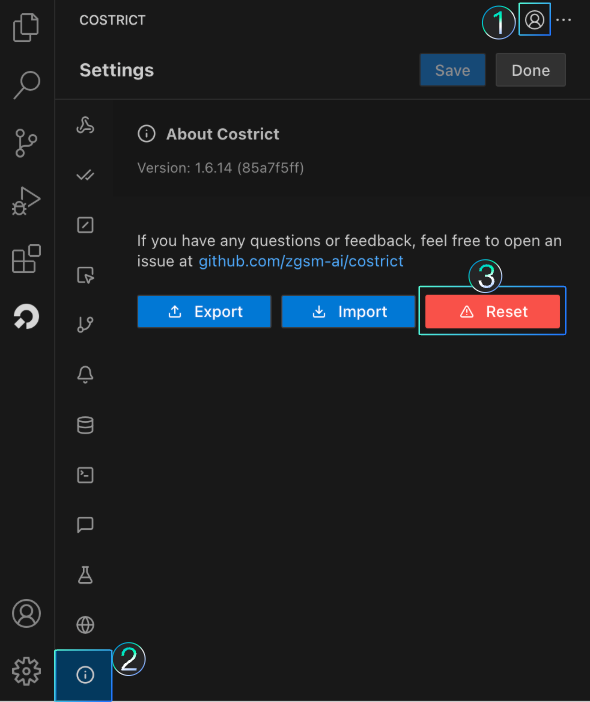 COSTRICT
1
Settings
Save
Done
About Costrict
Version: 1.6.14 (85a7f5ff)
If you have any questions or feedback, feel free to open an
issue at github.com/zgsm-ai/costrict
3
Export
Import
Reset
2